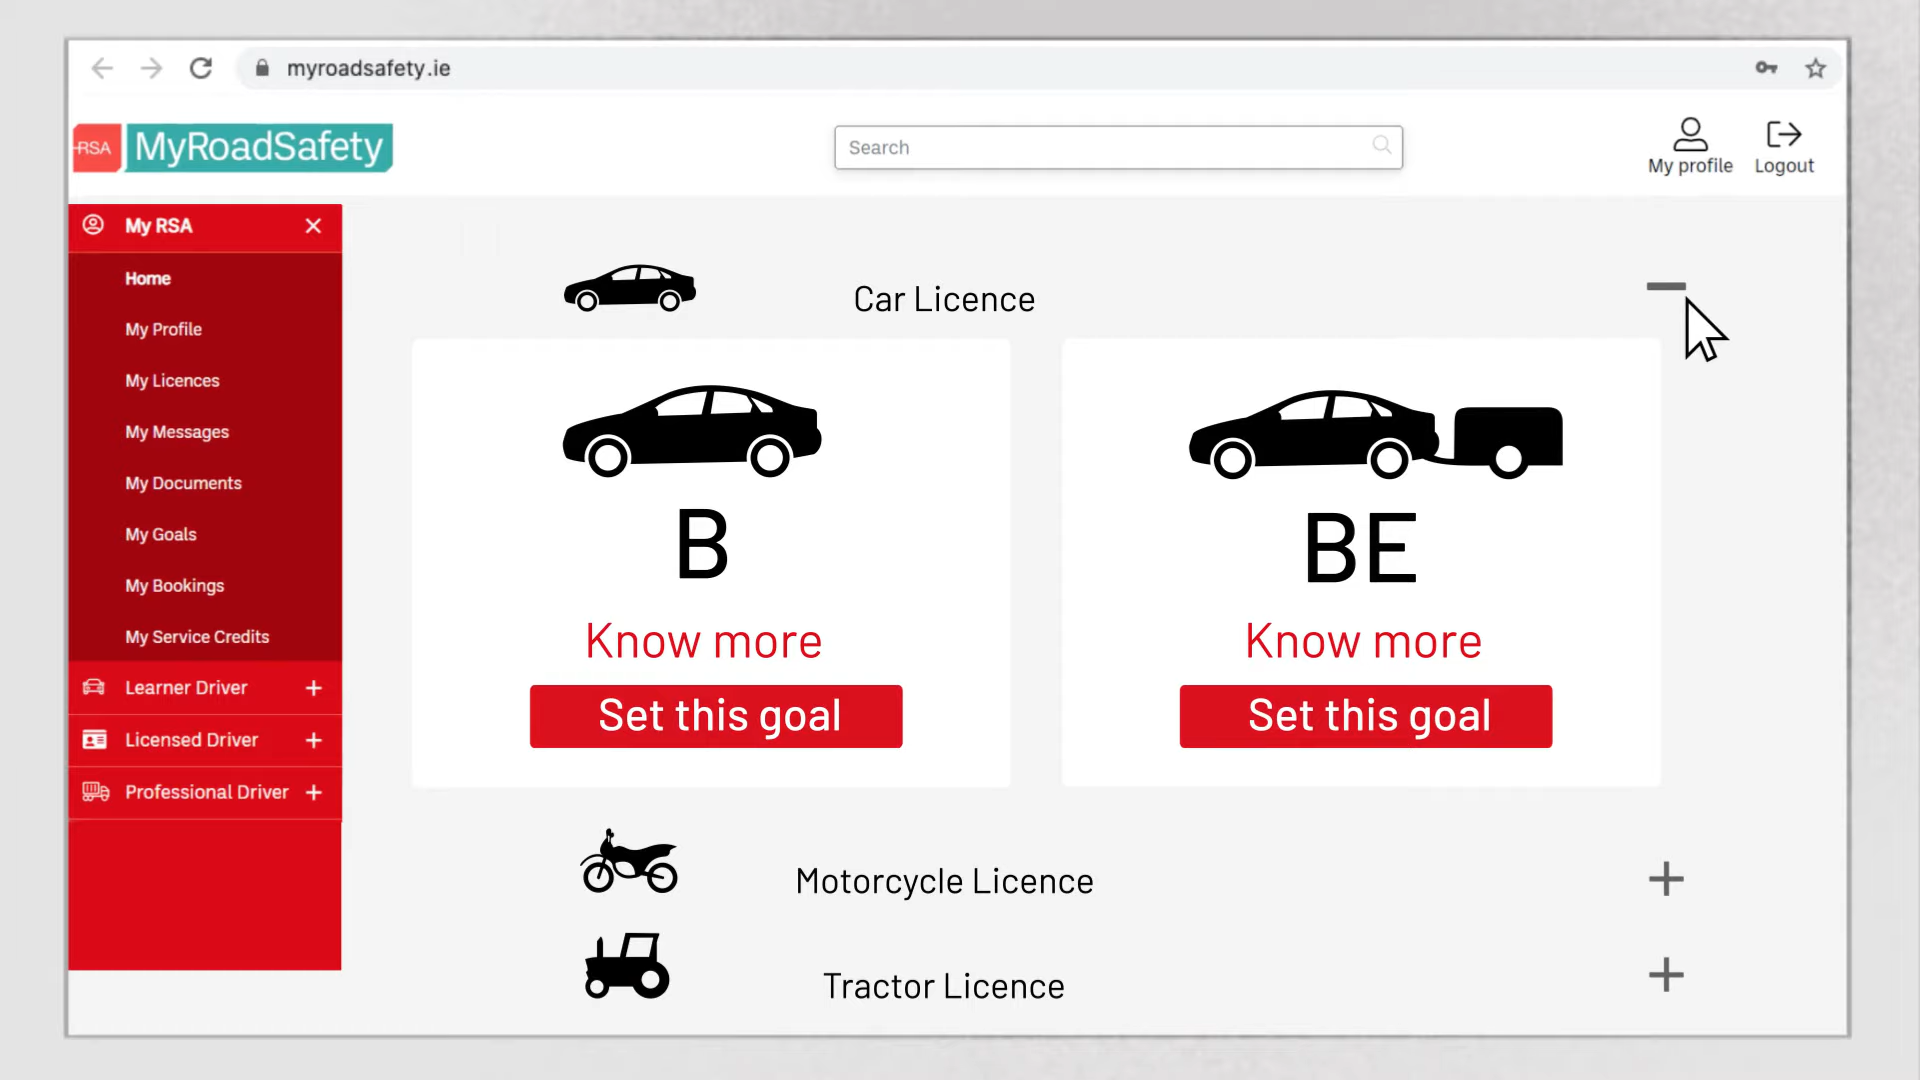 myroadsafety.ie
RSA MyRoadSafety
Search
My profile
Logout
My RSA
Home
My Profile
My Licences
My Messages
My Documents
My Goals
My Bookings
My Service Credits
Learner Driver
Licensed Driver
Professional Driver
Car Licence
B
Know more
Set this goal
BE
Know more
Set this goal
Motorcycle Licence
Tractor Licence